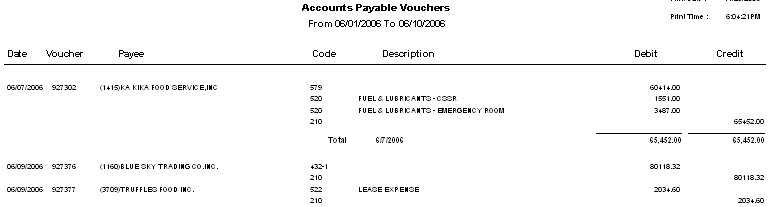 Accounts Payable Vouchers
From 06/01/2006 To 06/10/2006
Print Time : 6:04:21PM
Date Voucher Payee Code Description Debit Credit
06/07/2006 927302 (1415)KA KIKA FOOD SERVICE,INC 579 60414.00
520 FUEL & LUBRICANTS - CSSR 1551.00
520 FUEL & LUBRICANTS - EMERGENCY ROOM 3487.00
210 65452.00
Total 6/7/2006 65,452.00 65,452.00
06/09/2006 927376 (1160)BLUE SKY TRADING CO.INC. 432-1 80118.32
210 80118.32
06/09/2006 927377 (3709)TRUFFLES FOOD INC. 522 LEASE EXPENSE 2034.60
210 2034.60